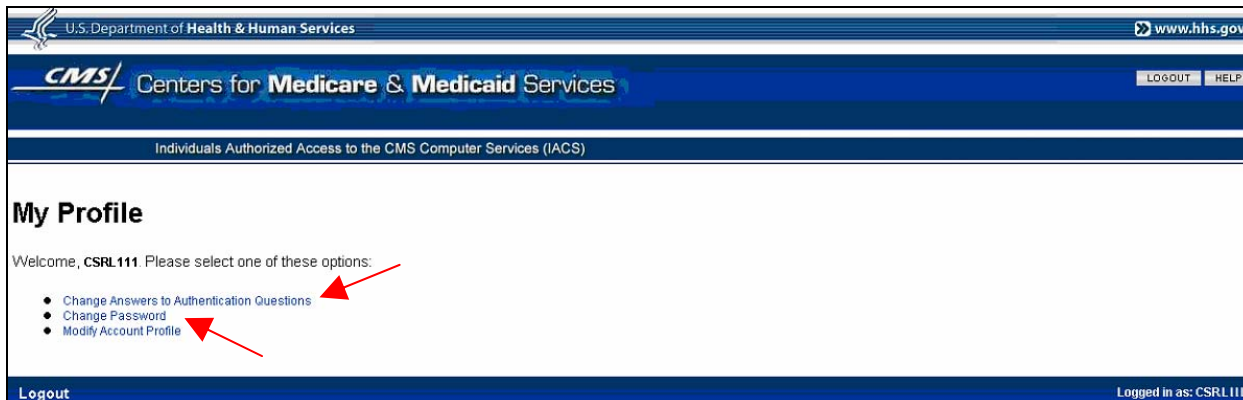 U.S. Department of Health & Human Services
www.hhs.gov
CMS/ Centers for Medicare & Medicaid Services
LOGOUT HELP
Individuals Authorized Access to the CMS Computer Services (IACS)
My Profile
Welcome, CSRL111. Please select one of these options:
Change Answers to Authentication Questions
Change Password
Modify Account Profile
Logout
Logged in as: CSRL111